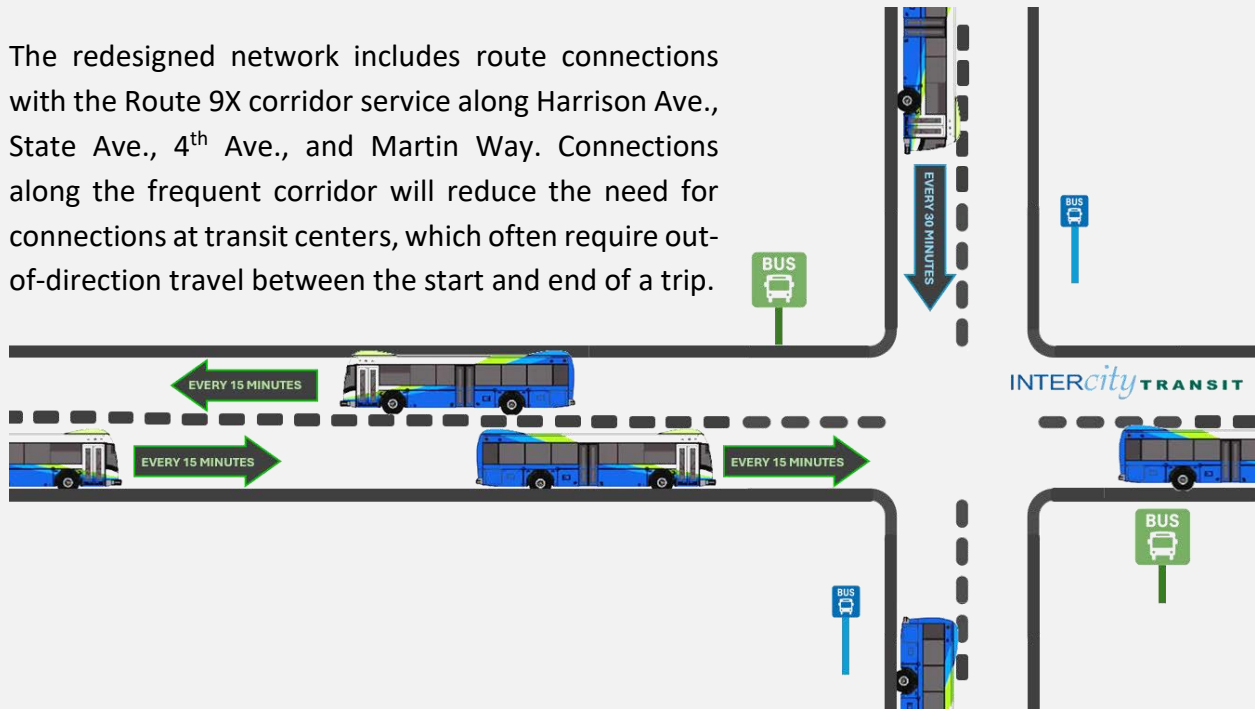 The redesigned network includes route connections
with the Route 9X corridor service along Harrison Ave.,
State Ave., 4th Ave., and Martin Way. Connections
along the frequent corridor will reduce the need for
connections at transit centers, which often require out-
of-direction travel between the start and end of a trip.
EVERY 30 MINUTES
BUS
BUS
INTERcity TRANSIT
EVERY 15 MINUTES
EVERY 15 MINUTES
EVERY 15 MINUTES
BUS
BUS